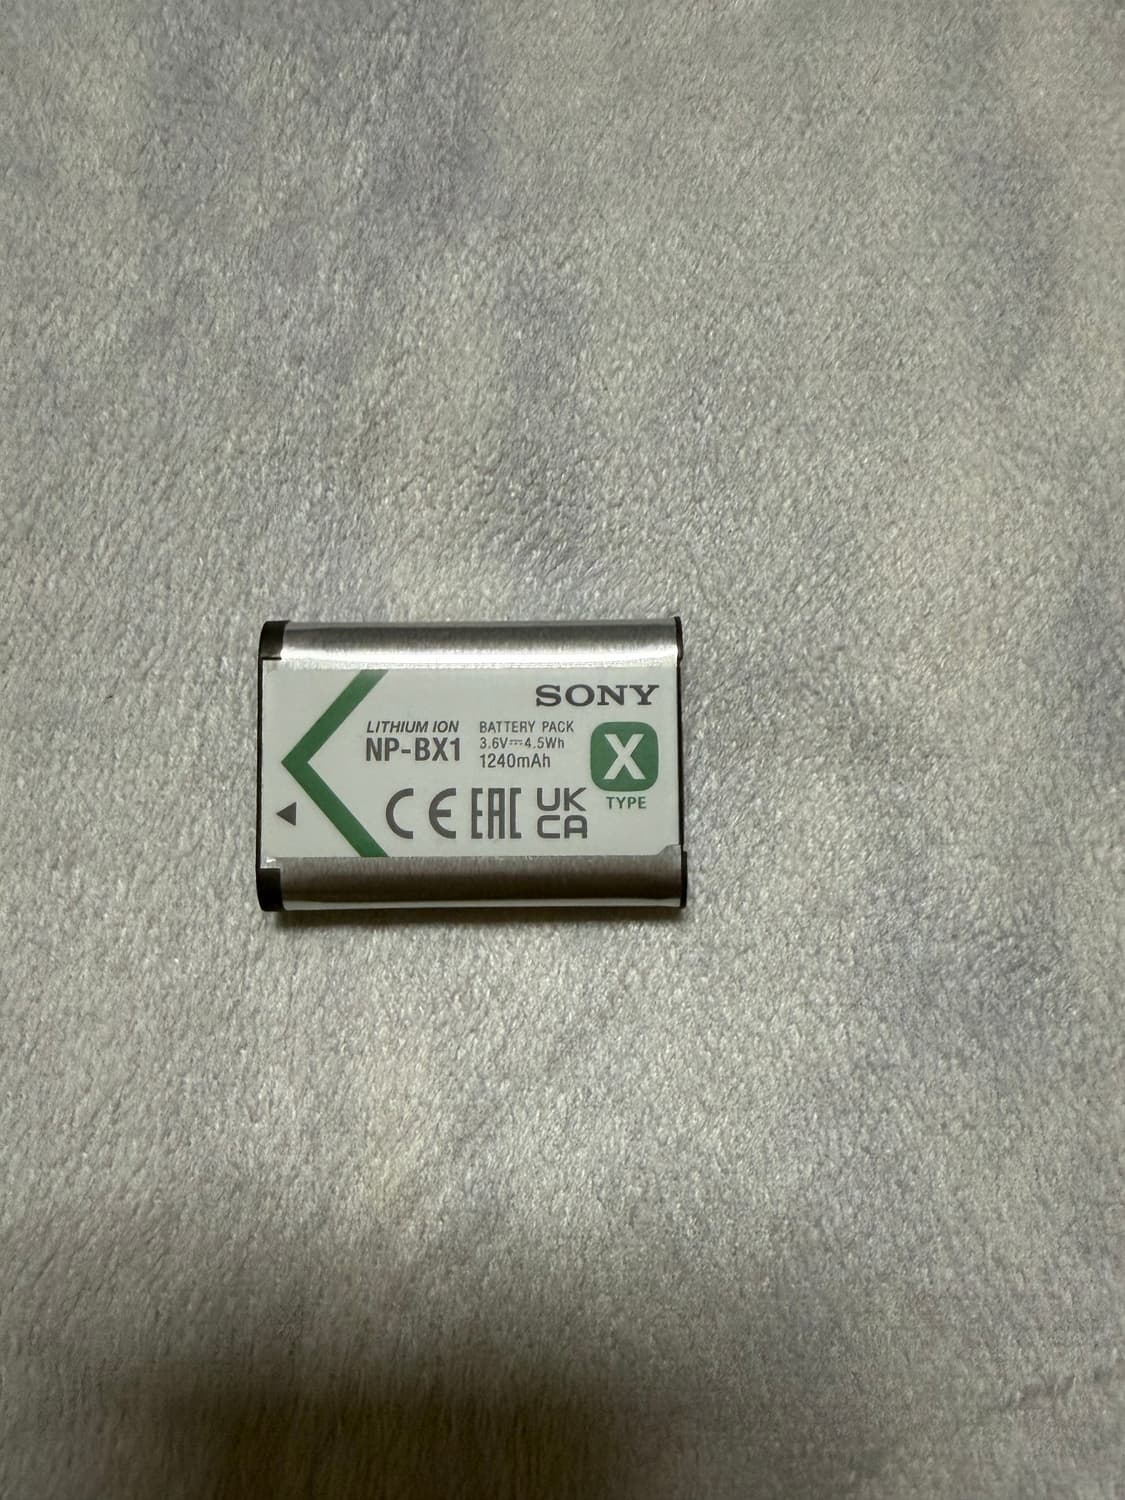 SONY
LITHIUM ION
NP-BX1
BATTERY PACK
3.6V⎓4.5Wh
1240mAh
X
TYPE
CE EAC UK
CA